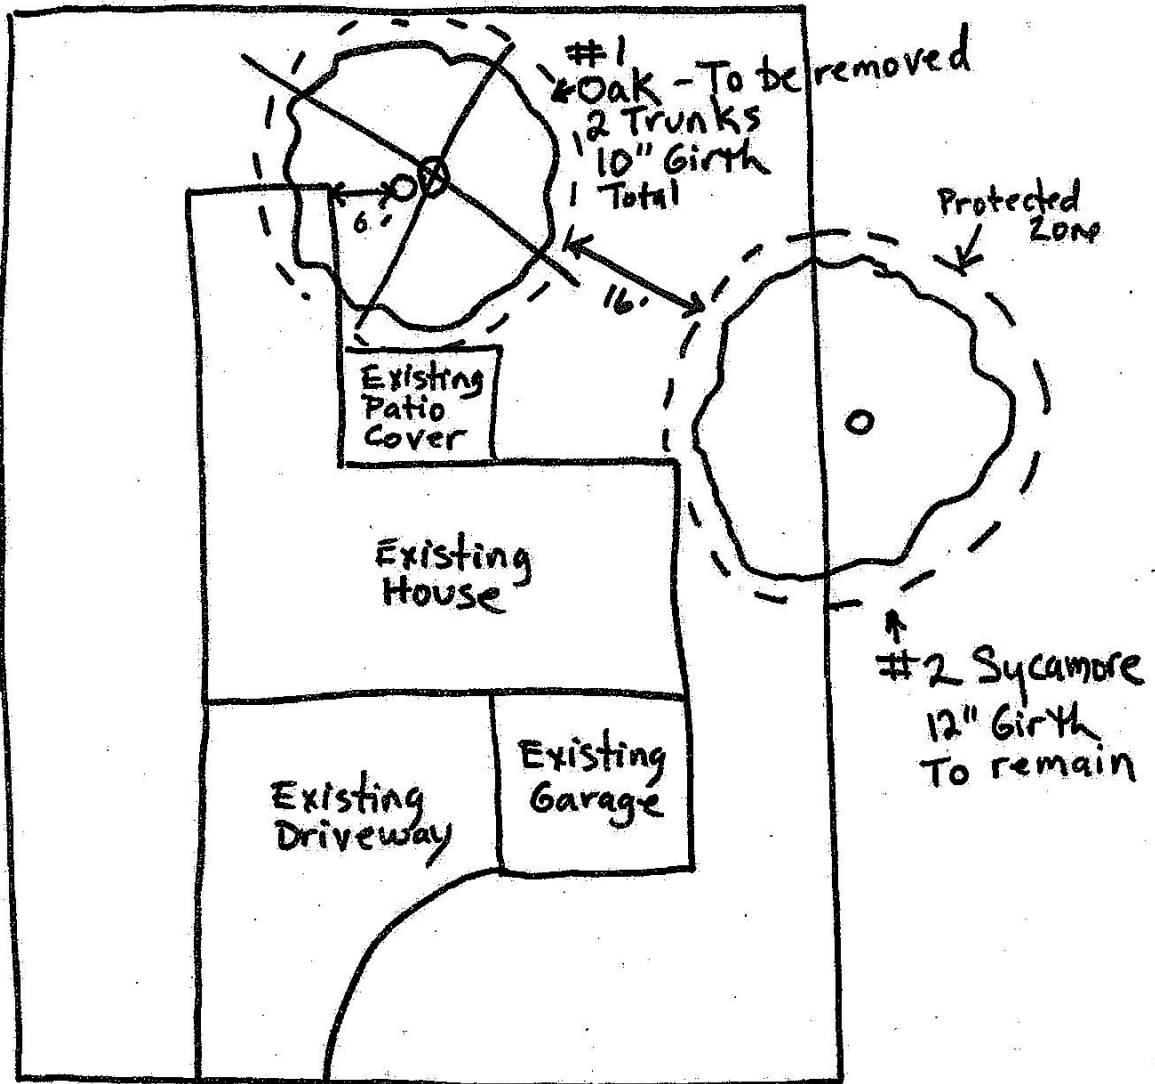 #1
Oak - To be removed
2 Trunks
10" Girth
Total
6'
Protected
Zone
16'
Existing
Patio
Cover
Existing
House
#2 Sycamore
12" Girth
To remain
Existing
Garage
Existing
Driveway